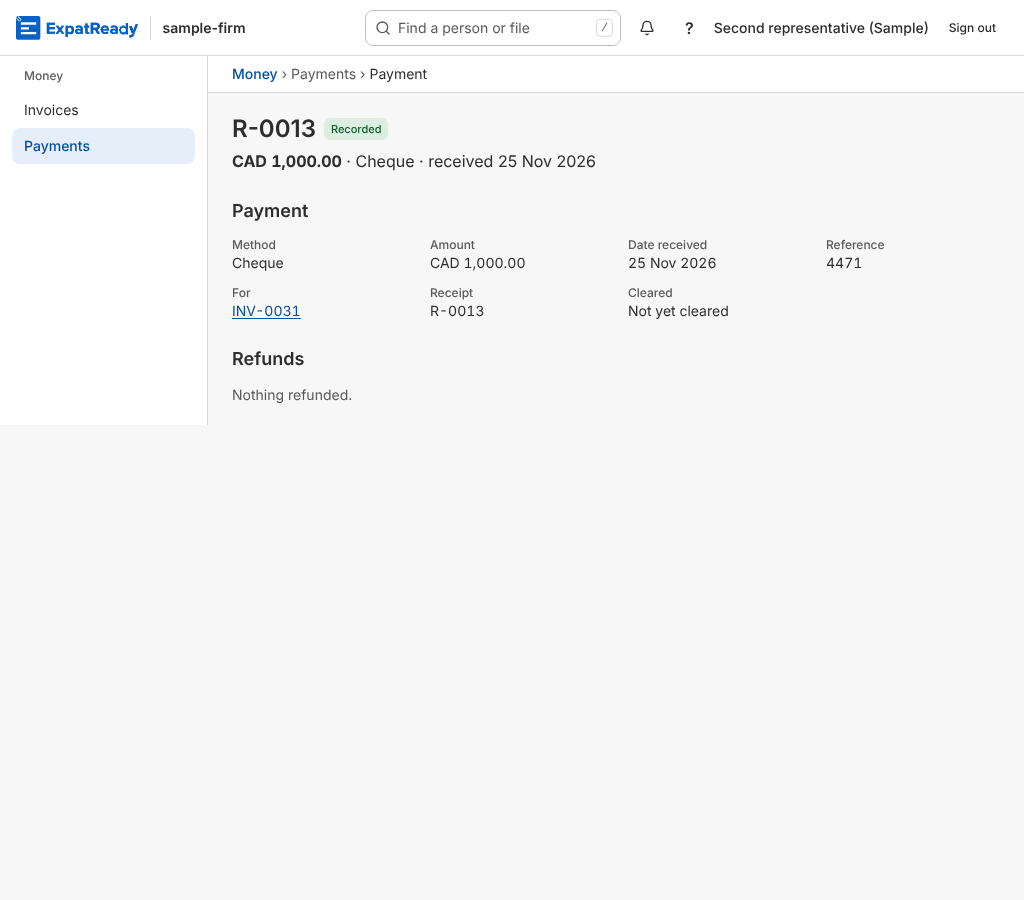 ExpatReady
sample-firm
Find a person or file
/
?
Second representative (Sample)
Sign out
Money
Invoices
Payments
Money › Payments › Payment
R-0013 Recorded
CAD 1,000.00 · Cheque · received 25 Nov 2026
Payment
Method
Cheque
Amount
CAD 1,000.00
Date received
25 Nov 2026
Reference
4471
For
INV-0031
Receipt
R-0013
Cleared
Not yet cleared
Refunds
Nothing refunded.